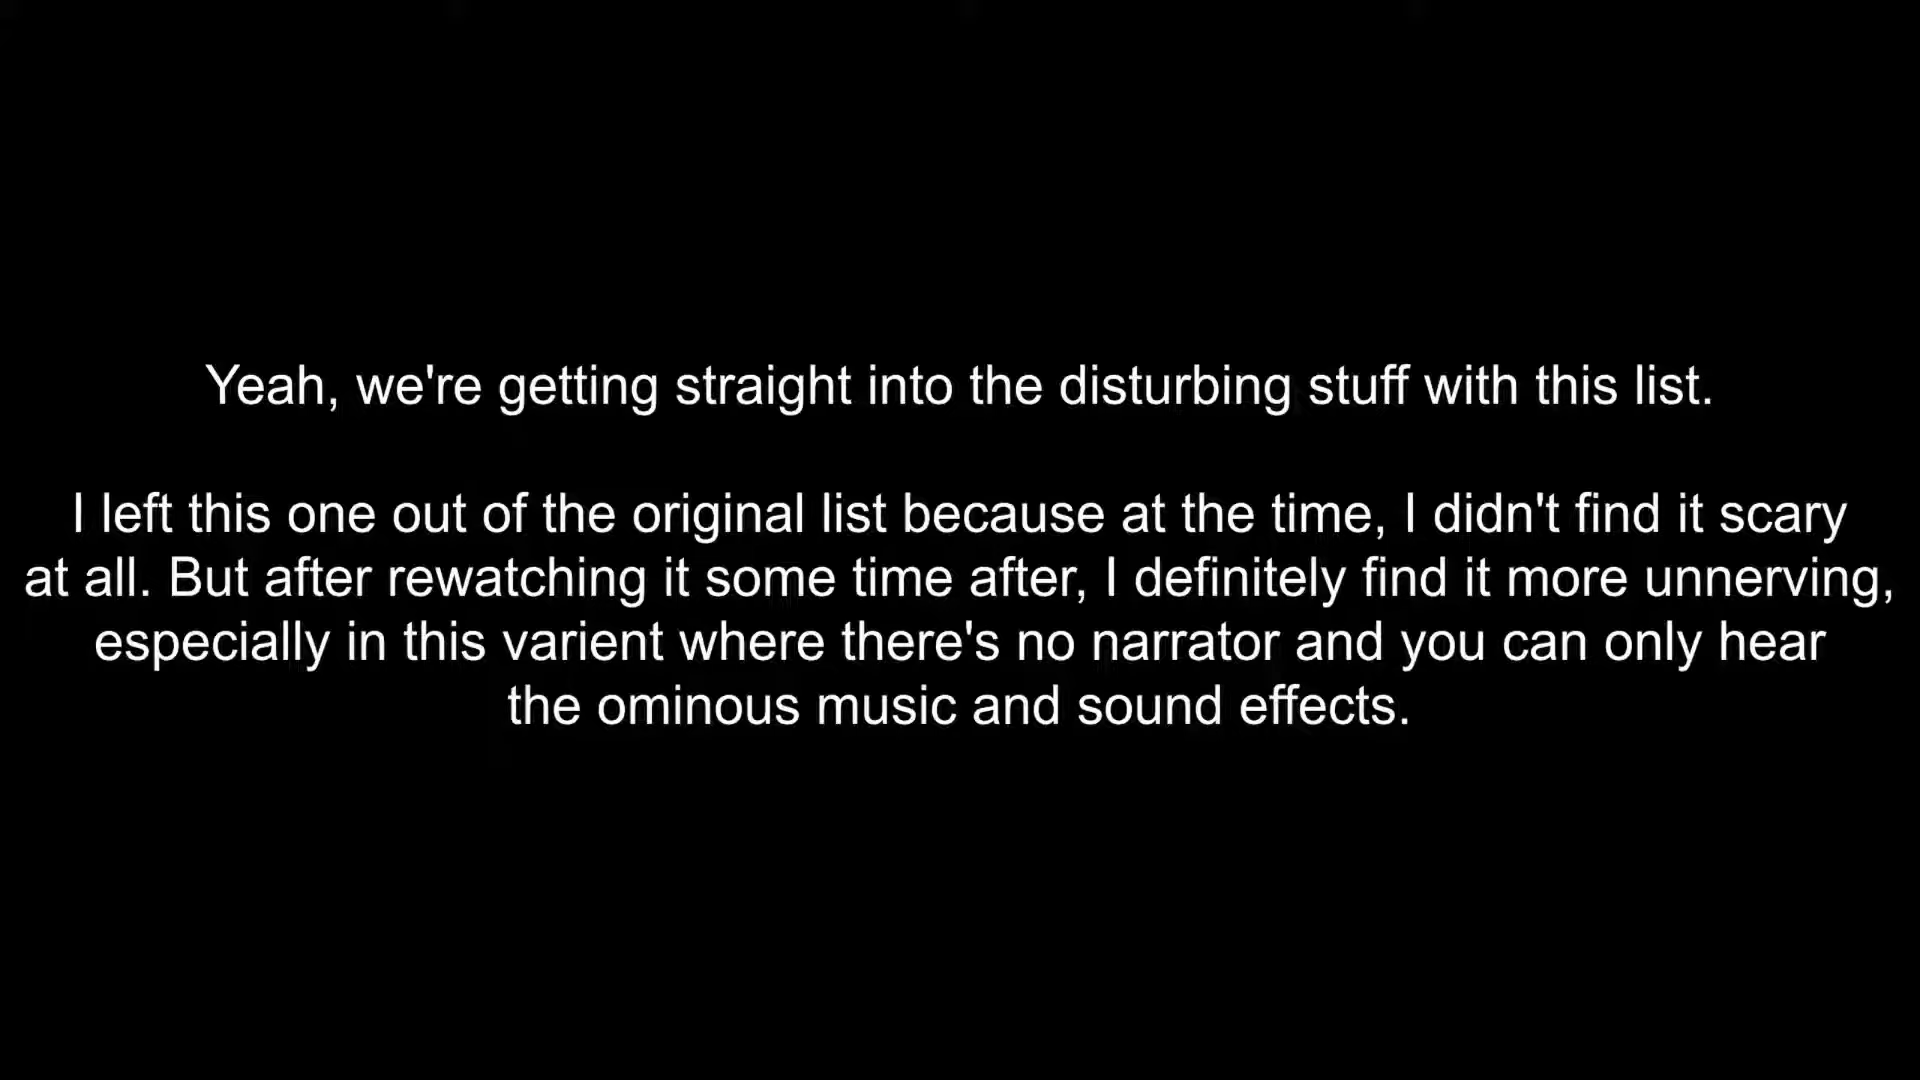 Yeah, we're getting straight into the disturbing stuff with this list.
I left this one out of the original list because at the time, I didn't find it scary
at all. But after rewatching it some time after, I definitely find it more unnerving,
especially in this varient where there's no narrator and you can only hear
the ominous music and sound effects.